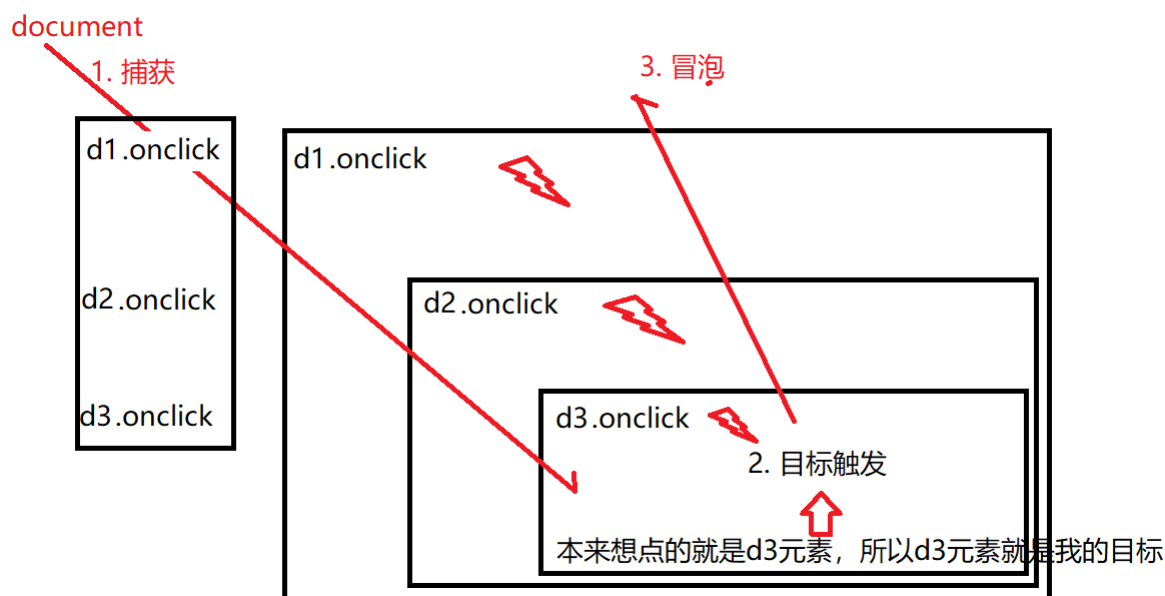 document
1. 捕获
3. 冒泡
d1.onclick
d2.onclick
d3.onclick
d1.onclick
d2.onclick
d3.onclick
2. 目标触发
本来想点的就是d3元素，所以d3元素就是我的目标